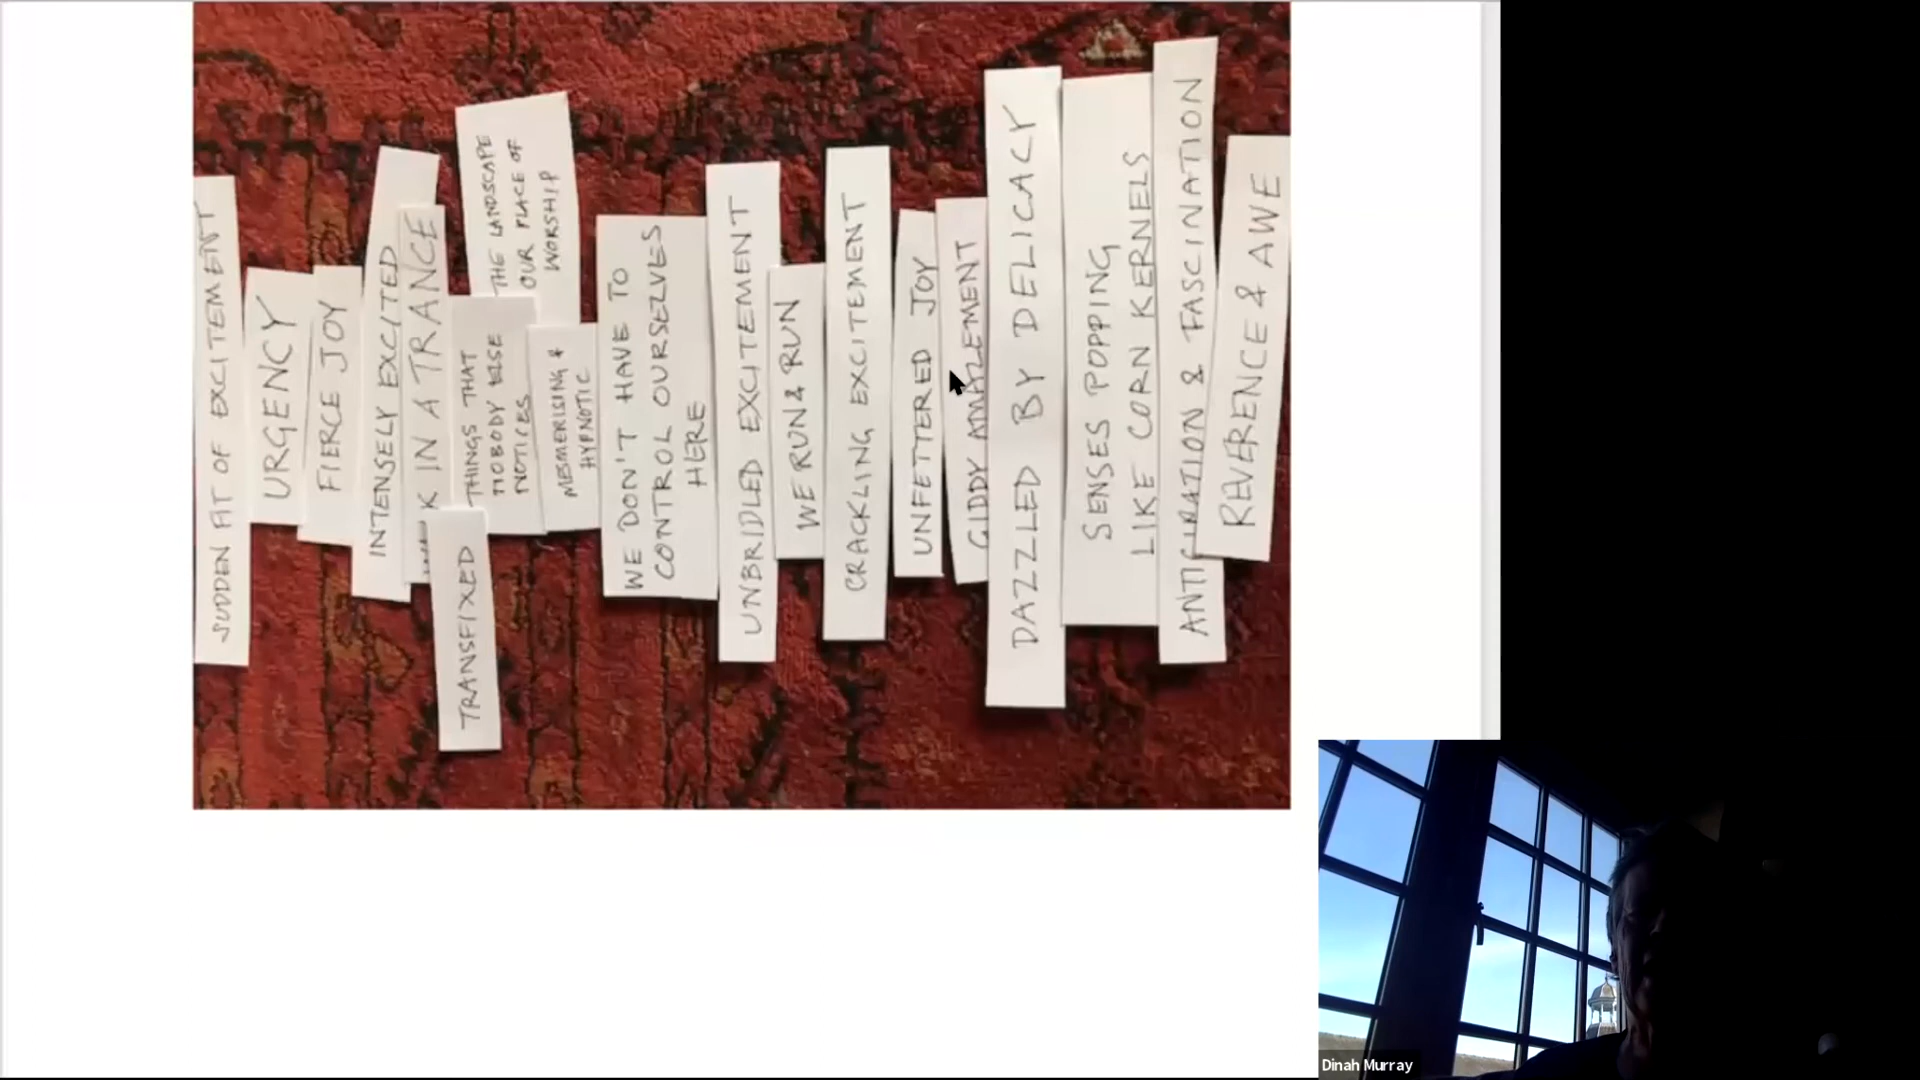 SUDDEN FIT OF EXCITEMENT
URGENCY
FIERCE JOY
INTENSELY EXCITED
IN A TRANCE
TRANSFIXED
THE LANDSCAPE
OUR PLACE OF
WORSHIP
THINGS THAT
NOBODY ELSE
NOTICES
MESMERISING &
HYPNOTIC
WE DON'T HAVE TO
CONTROL OURSELVES
HERE
UNBRIDLED EXCITEMENT
WE RUN & RUN
CRACKLING EXCITEMENT
UNFETTERED JOY
GIDDY AMAZEMENT
DAZZLED BY DELICACY
SENSES POPPING
LIKE CORN KERNELS
ANTICIPATION & FASCINATION
REVERENCE & AWE
Dinah Murray